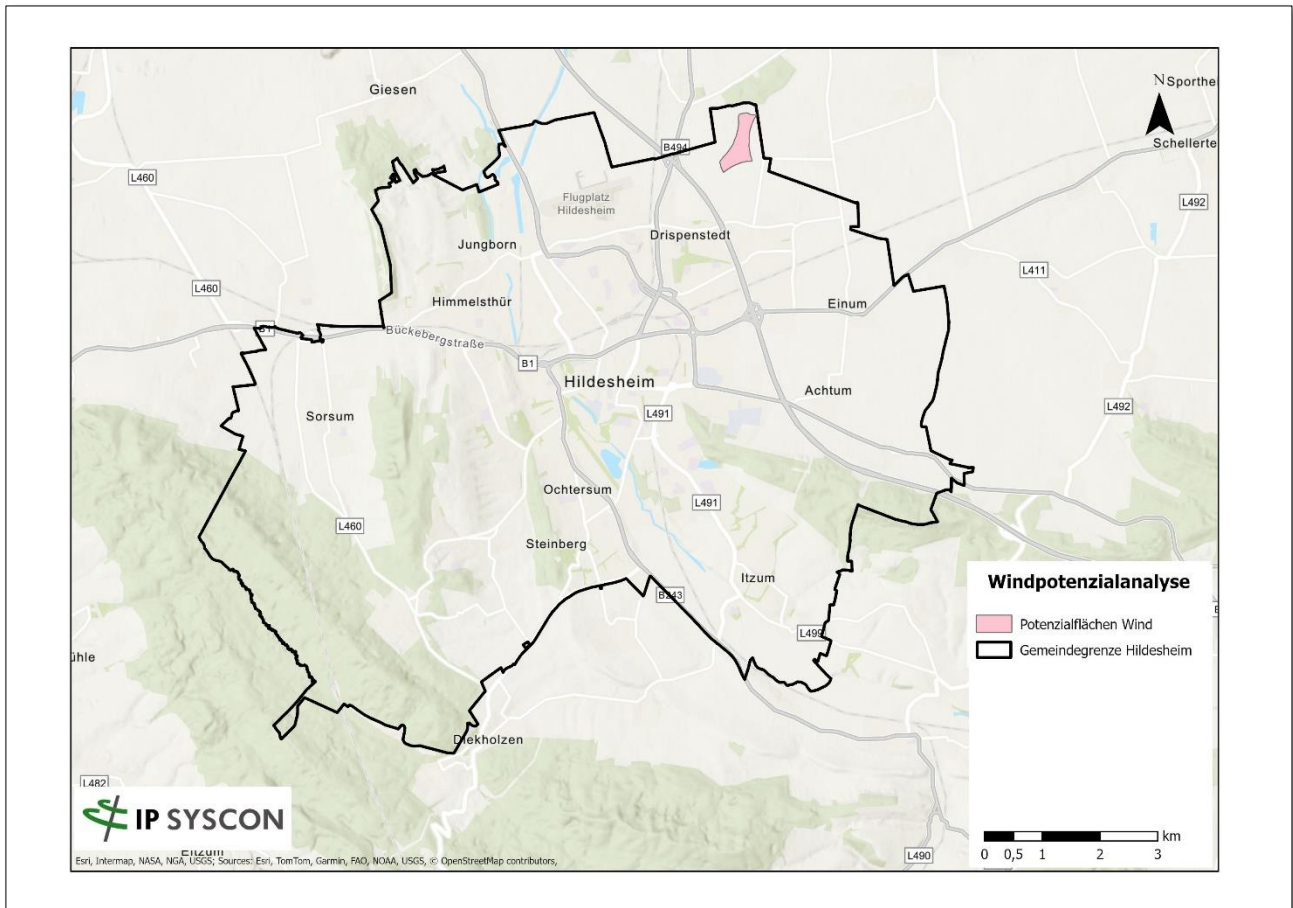 Giesen
N
Sporthe
B494
Schellerte
L460
Flugplatz
Hildesheim
L492
Jungborn
Drispenstedt
L411
L460
Himmelsthür
Einum
B1
Bückebergstraße
B1
Hildesheim
Achtum
L492
Sorsum
L491
Ochtersum
L491
L460
Steinberg
Itzum
B243
L499
ühle
Diekholzen
L482
L490
Eitzum
Windpotenzialanalyse
Potenzialflächen Wind
Gemeindegrenze Hildesheim
km
0 0,5 1 2 3
IP SYSCON
Esri, Intermap, NASA, NGA, USGS; Sources: Esri, TomTom, Garmin, FAO, NOAA, USGS, © OpenStreetMap contributors,